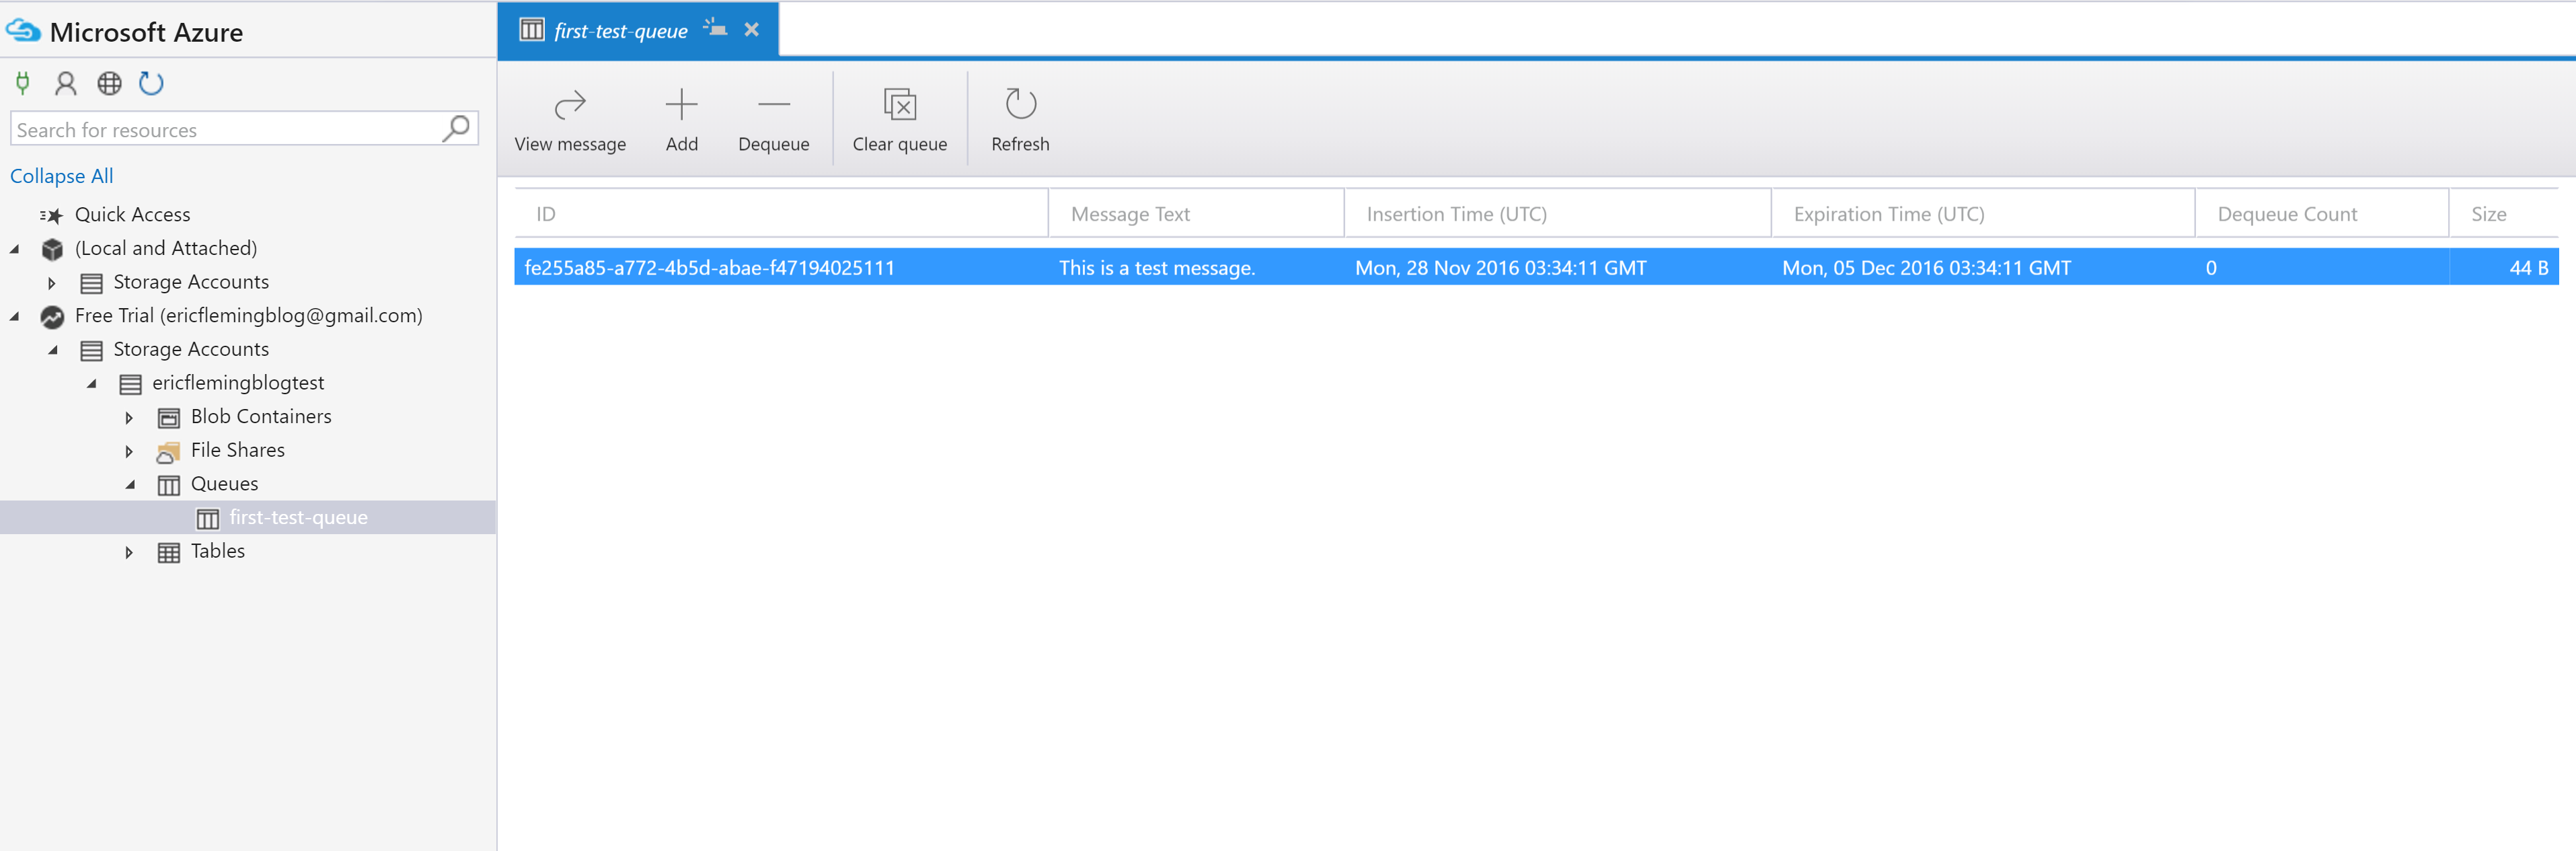 Microsoft Azure
Search for resources
Collapse All
Quick Access
(Local and Attached)
Storage Accounts
Free Trial (ericflemingblog@gmail.com)
Storage Accounts
ericflemingblogtest
Blob Containers
File Shares
Queues
first-test-queue
Tables
first-test-queue
View message Add Dequeue Clear queue Refresh
ID Message Text Insertion Time (UTC) Expiration Time (UTC) Dequeue Count Size
fe255a85-a772-4b5d-abae-f47194025111 This is a test message. Mon, 28 Nov 2016 03:34:11 GMT Mon, 05 Dec 2016 03:34:11 GMT 0 44 B